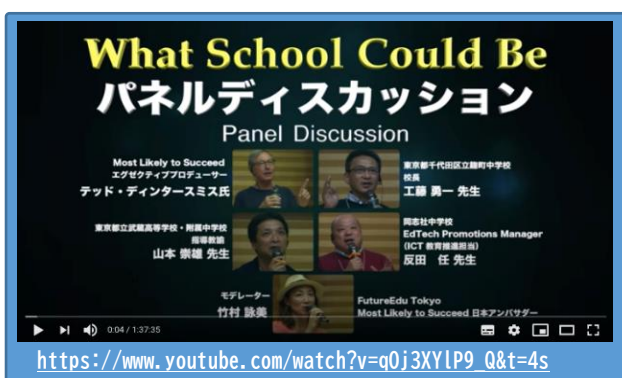 What School Could Be
パネルディスカッション
Panel Discussion
Most Likely to Succeed
エグゼクティブプロデューサー
テッド・ディンタースミス氏
東京都千代田区立麹町中学校
校長
工藤 勇一 先生
東京都立武蔵高等学校・附属中学校
指導教諭
山本 崇雄 先生
同志社中学校
EdTech Promotions Manager
(ICT 教育推進担当)
反田 任 先生
モデレーター
竹村 詠美
FutureEdu Tokyo
Most Likely to Succeed 日本アンバサダー
0:04 / 1:37:35
https://www.youtube.com/watch?v=qOj3XYlP9_Q&t=4s